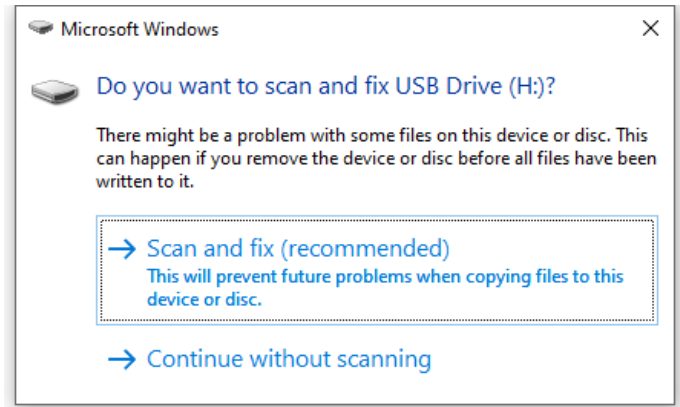 Microsoft Windows
Do you want to scan and fix USB Drive (H:)?
There might be a problem with some files on this device or disc. This
can happen if you remove the device or disc before all files have been
written to it.
Scan and fix (recommended)
This will prevent future problems when copying files to this
device or disc.
Continue without scanning